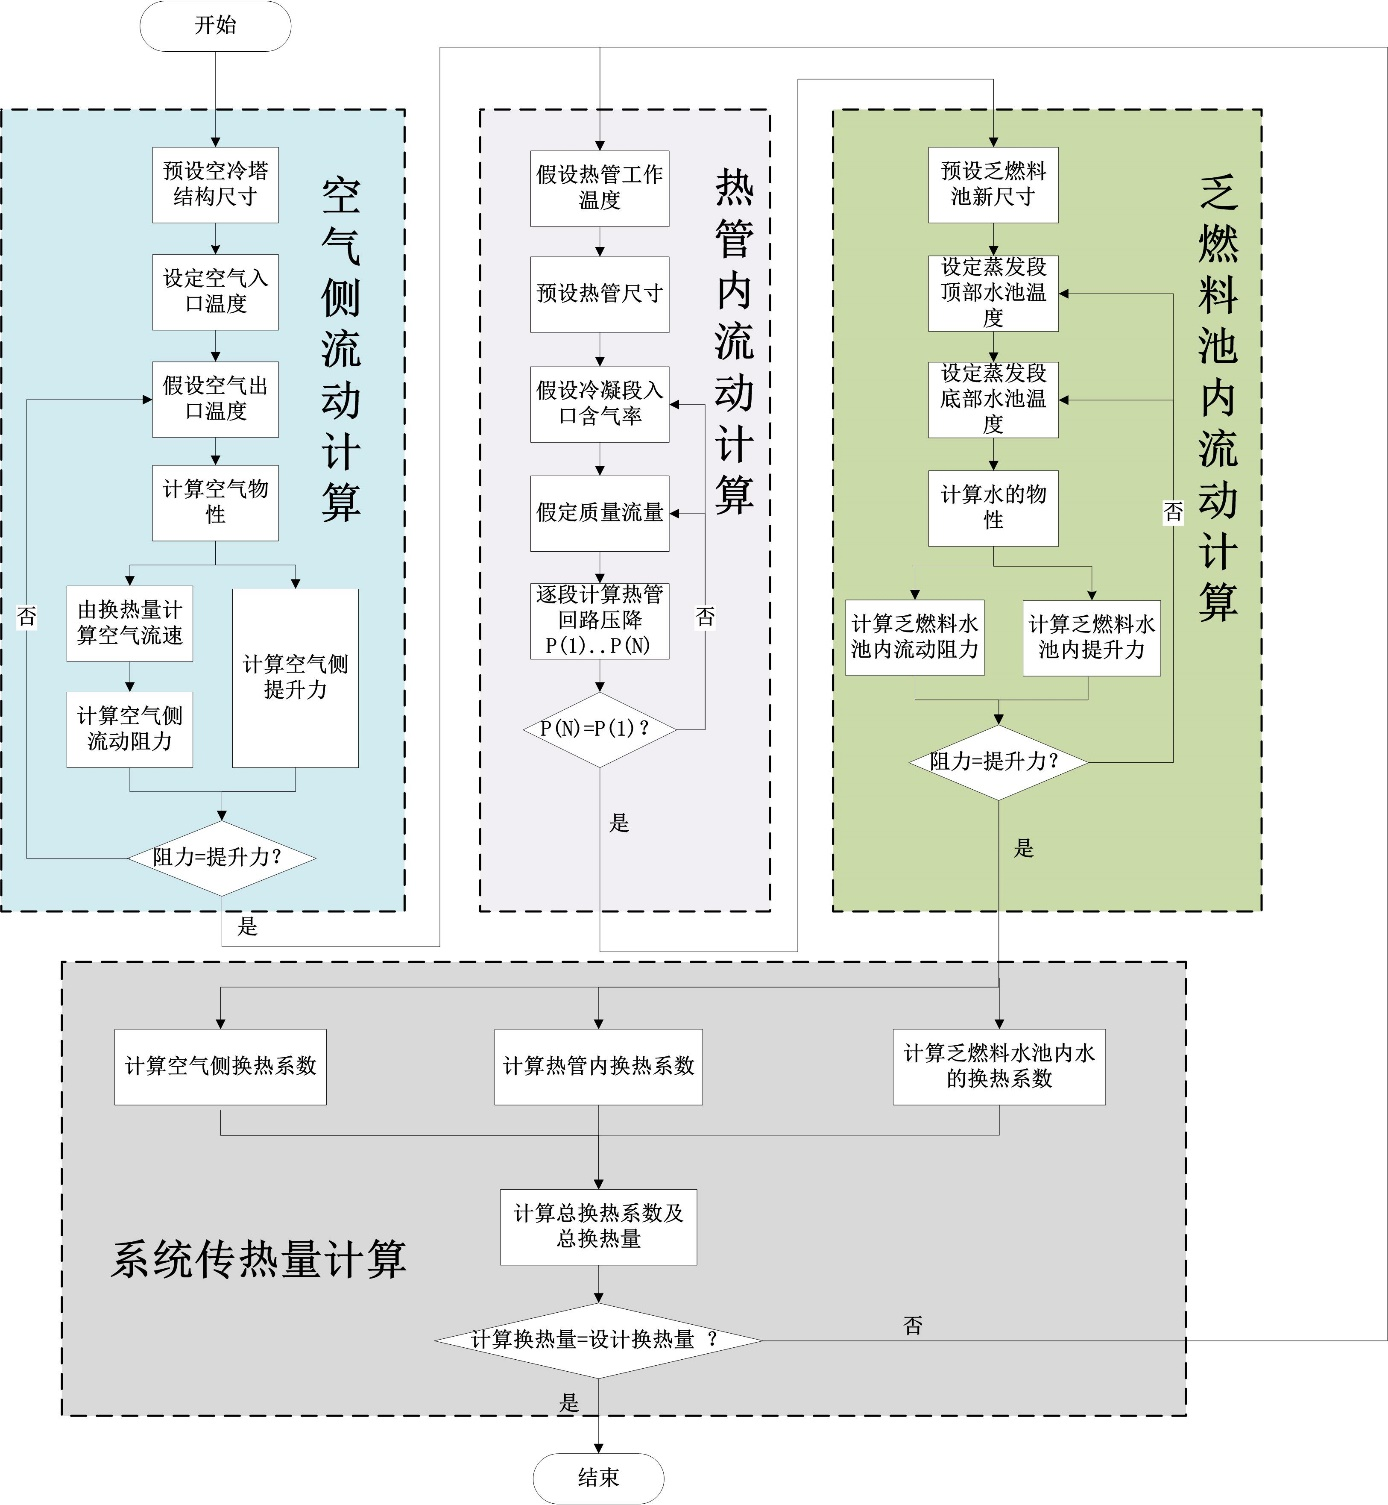 开始
预设空冷塔
结构尺寸
设定空气入
口温度
假设空气出
口温度
计算空气物
性
由换热量计
算空气流速
计算空气侧
流动阻力
计算空气侧
提升力
阻力=提升力?
否
是
空气侧流动计算
假设热管工作
温度
预设热管尺寸
假设冷凝段入
口含气率
假定质量流量
逐段计算热管
回路压降
P(1)..P(N)
P(N)=P(1)?
否
是
热管内流动计算
预设乏燃料
池新尺寸
设定蒸发段
顶部水池温
度
设定蒸发段
底部水池温
度
计算水的物
性
计算乏燃料水
池内流动阻力
计算乏燃料水
池内提升力
阻力=提升力?
否
是
乏燃料池内流动计算
计算空气侧换热系数
计算热管内换热系数
计算乏燃料水池内水
的换热系数
计算总换热系数及
总换热量
系统传热量计算
计算换热量=设计换热量 ?
否
是
结束